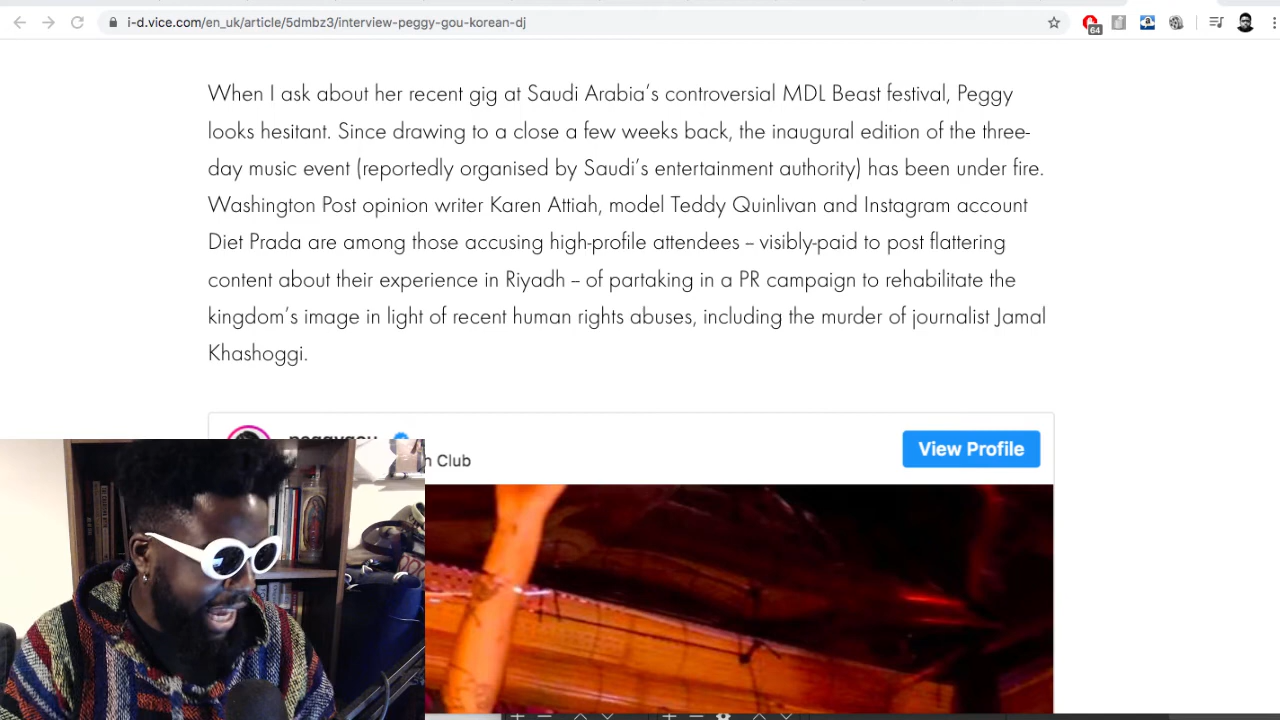 i-d.vice.com/en_uk/article/5dmbz3/interview-peggy-gou-korean-dj
64
When I ask about her recent gig at Saudi Arabia’s controversial MDL Beast festival, Peggy
looks hesitant. Since drawing to a close a few weeks back, the inaugural edition of the three-
day music event (reportedly organised by Saudi’s entertainment authority) has been under fire.
Washington Post opinion writer Karen Attiah, model Teddy Quinlivan and Instagram account
Diet Prada are among those accusing high-profile attendees – visibly-paid to post flattering
content about their experience in Riyadh – of partaking in a PR campaign to rehabilitate the
kingdom’s image in light of recent human rights abuses, including the murder of journalist Jamal
Khashoggi.
peggygou
View Profile
Club